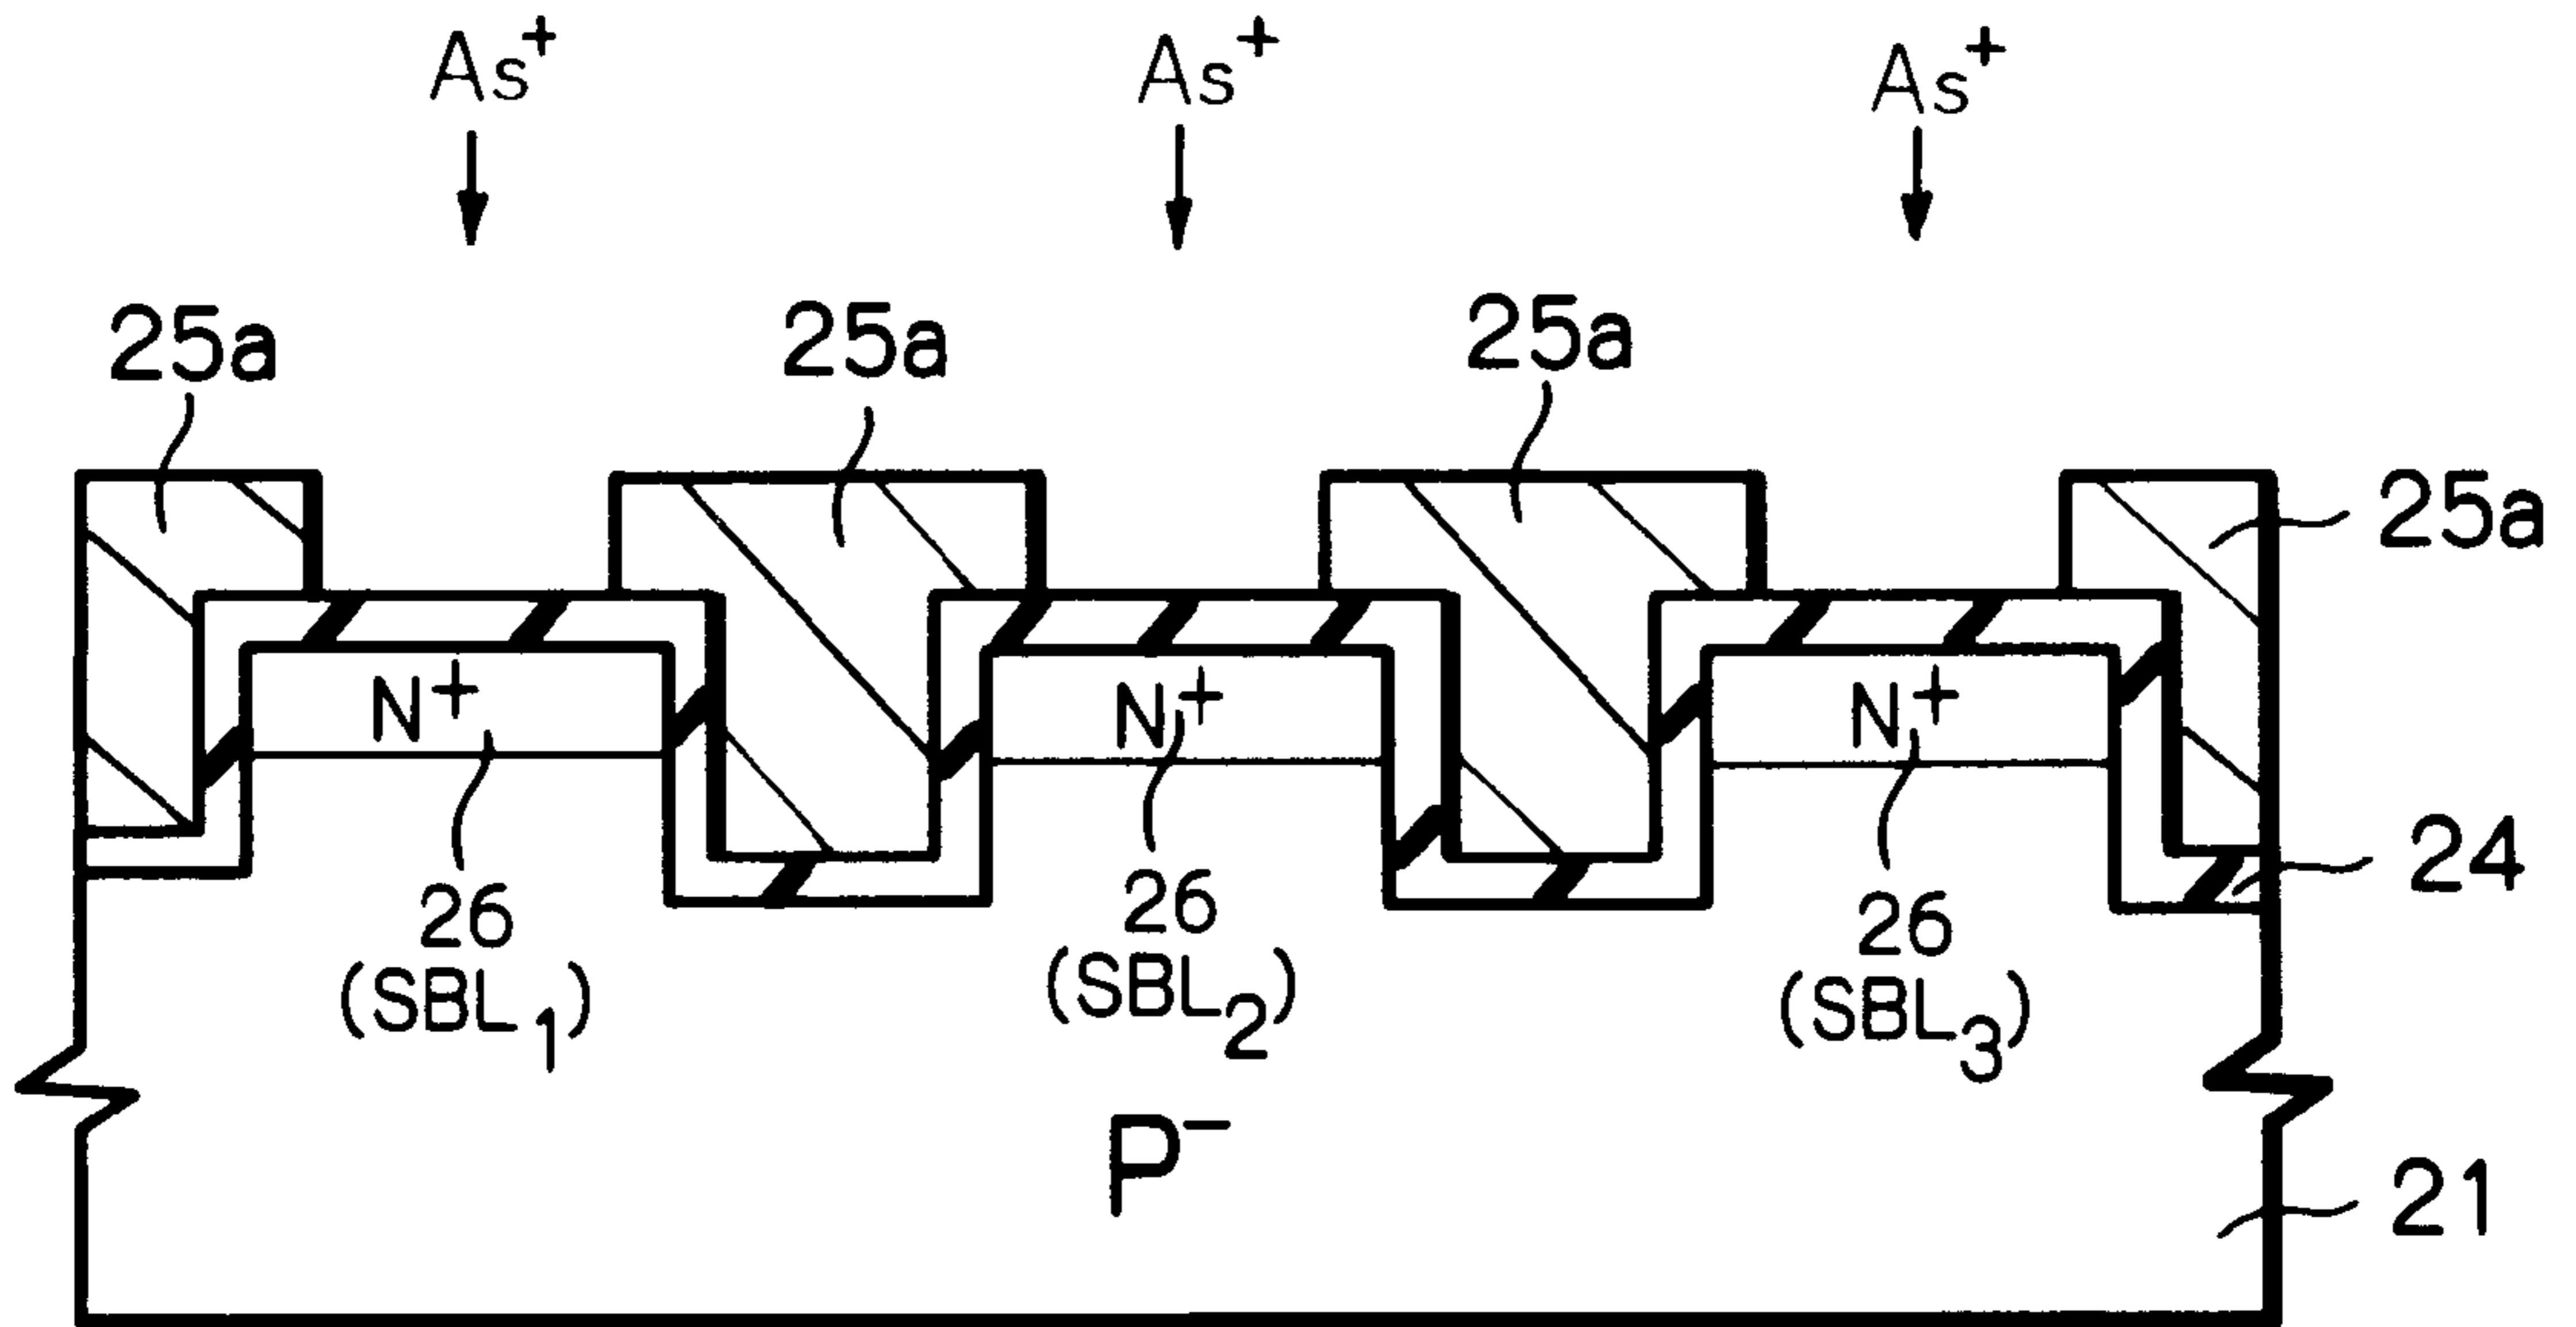 As⁺ As⁺ As⁺
25a 25a 25a
25a
N⁺ N⁺ N⁺
24
26 26 26
(SBL₁) (SBL₂) (SBL₃)
P⁻
21